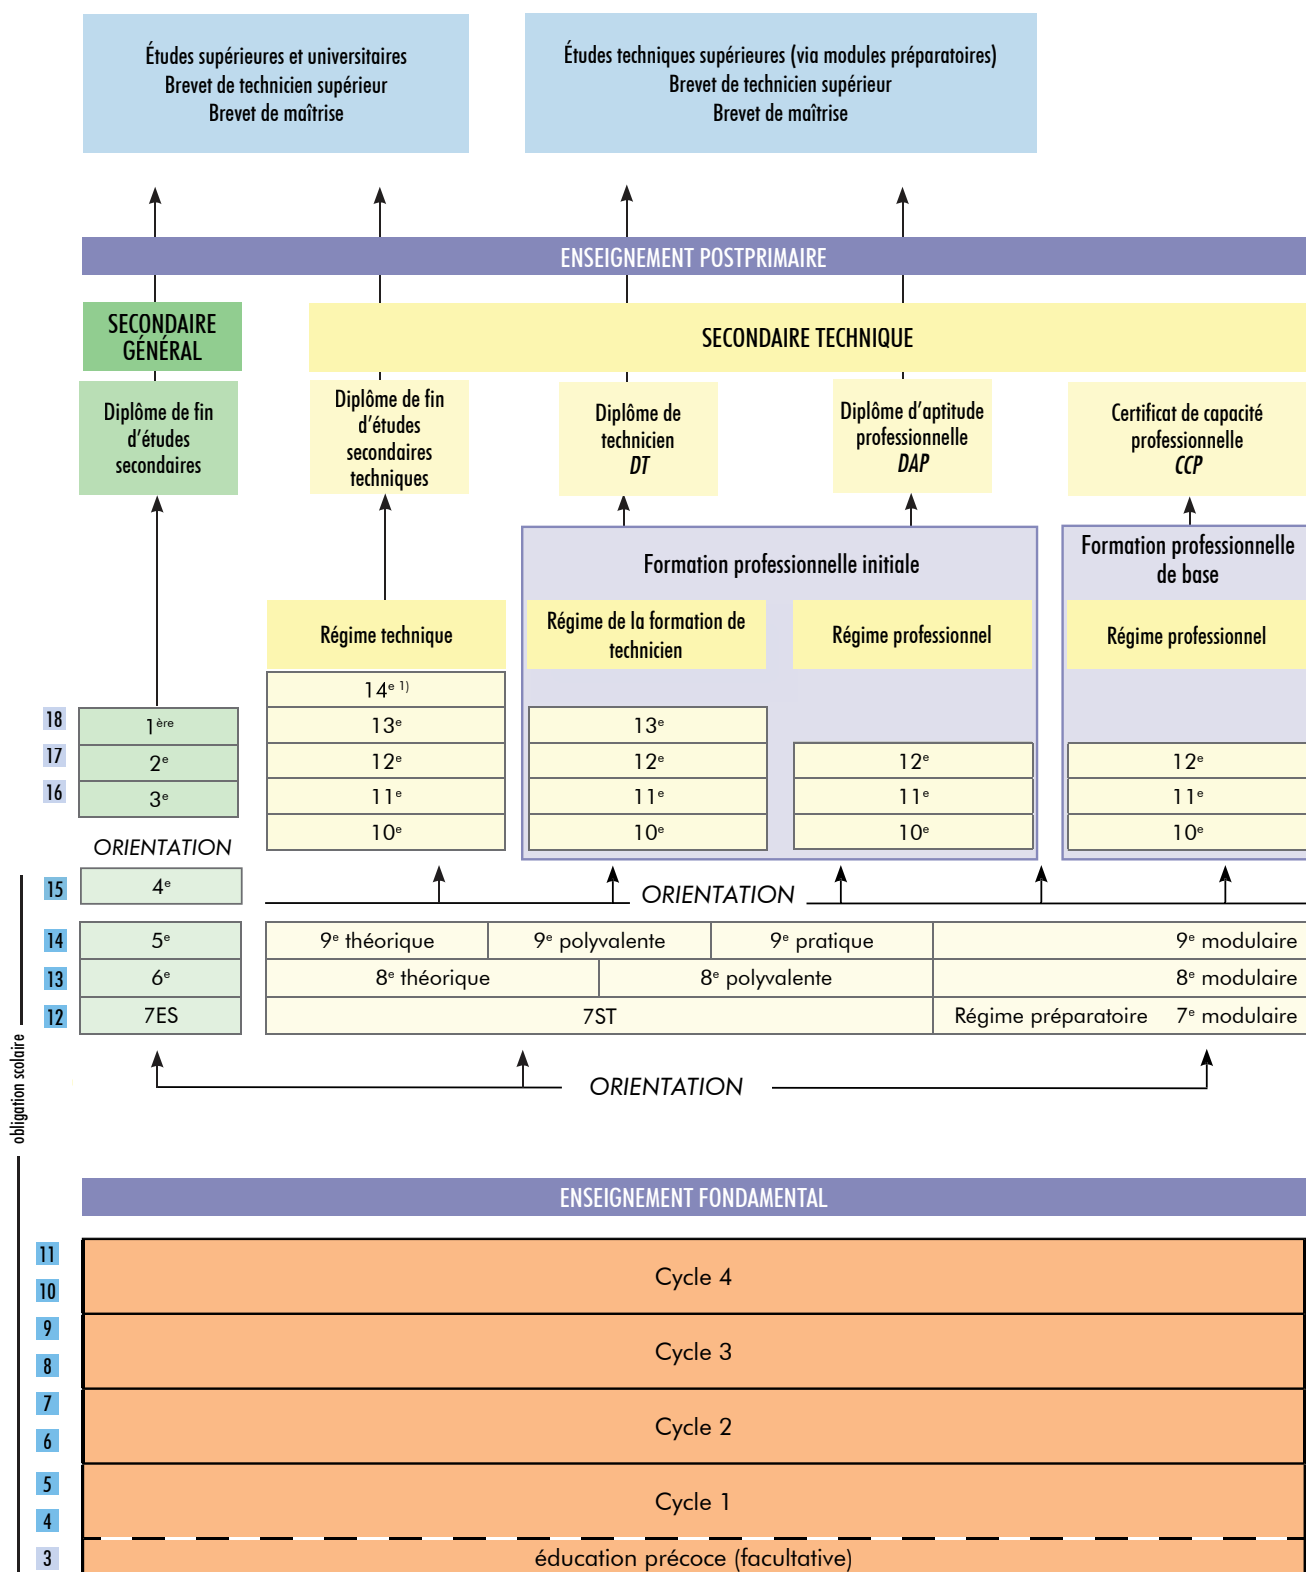 Études supérieures et universitaires
Brevet de technicien supérieur
Brevet de maîtrise
Études techniques supérieures (via modules préparatoires)
Brevet de technicien supérieur
Brevet de maîtrise
ENSEIGNEMENT POSTPRIMAIRE
SECONDAIRE
GÉNÉRAL
SECONDAIRE TECHNIQUE
Diplôme de fin
d'études
secondaires
Diplôme de fin
d'études
secondaires
techniques
Diplôme de
technicien
DT
Diplôme d'aptitude
professionnelle
DAP
Certificat de capacité
professionnelle
CCP
Formation professionnelle initiale
Formation professionnelle
de base
Régime technique
Régime de la formation de
technicien
Régime professionnel
Régime professionnel
14e 1)
18 1ère 13e 13e
17 2e 12e 12e 12e 12e
16 3e 11e 11e 11e 11e
10e 10e 10e 10e
ORIENTATION
15 4e ORIENTATION
14 5e 9e théorique 9e polyvalente 9e pratique 9e modulaire
13 6e 8e théorique 8e polyvalente 8e modulaire
12 7ES 7ST Régime préparatoire 7e modulaire
ORIENTATION
obligation scolaire
ENSEIGNEMENT FONDAMENTAL
11
Cycle 4
10
9
Cycle 3
8
7
Cycle 2
6
5
Cycle 1
4
3 éducation précoce (facultative)